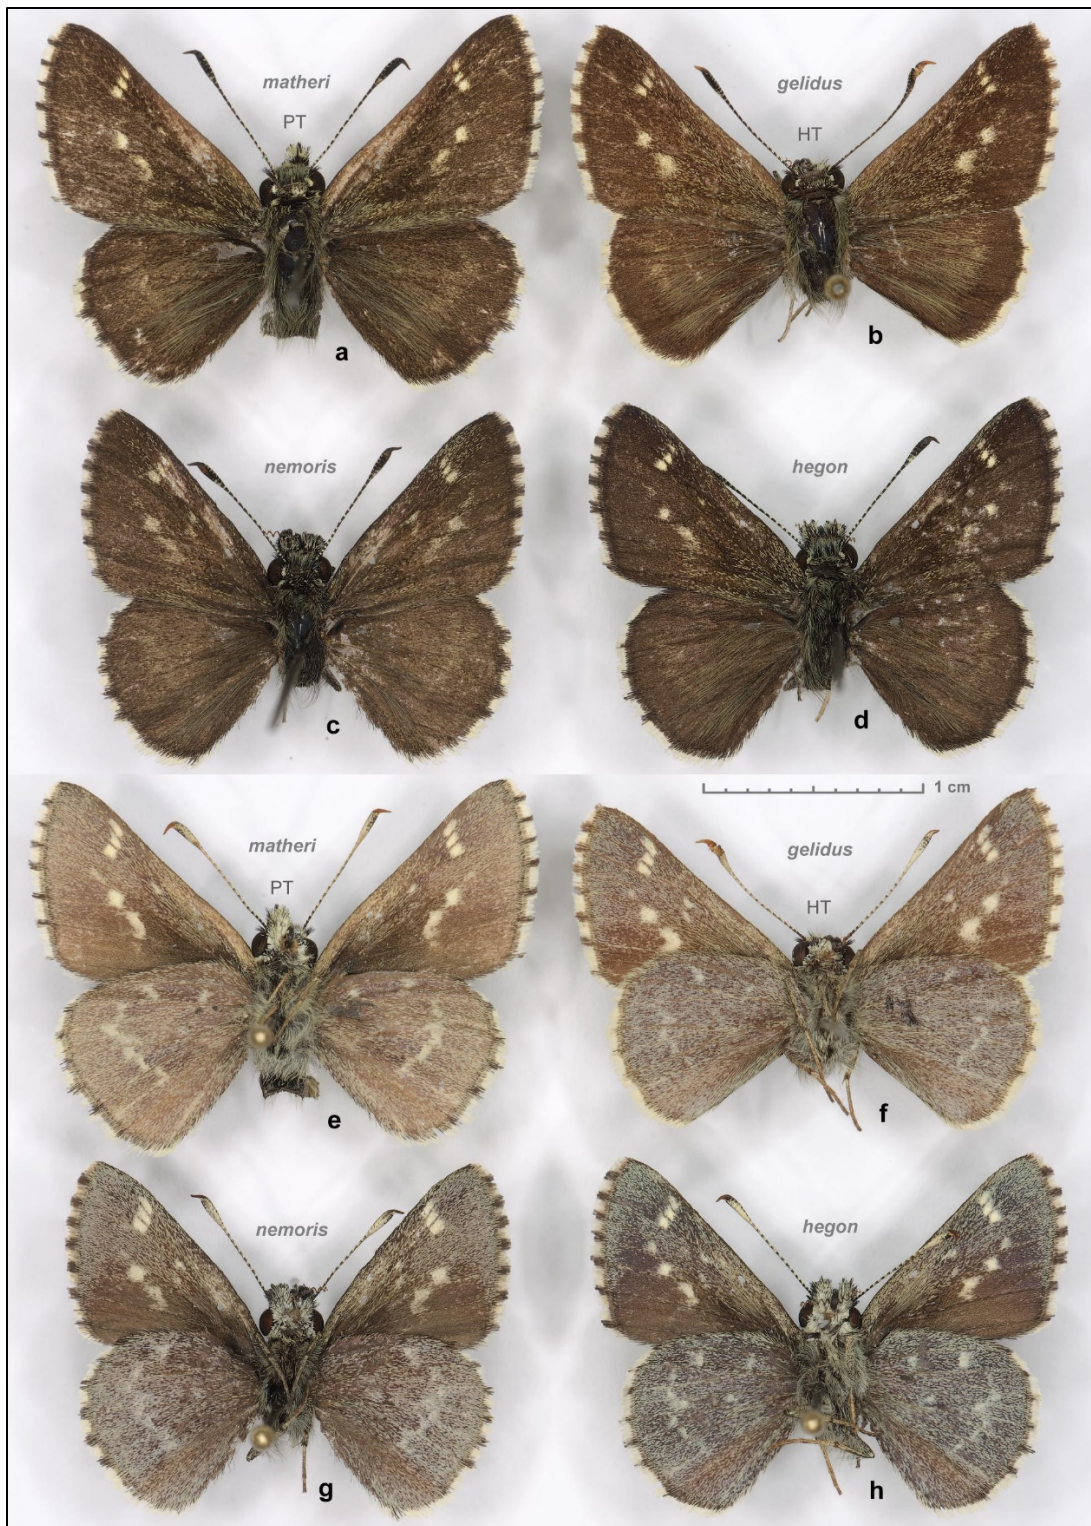 matheri
PT
gelidus
HT
a
b
nemoris
hegon
c
d
1 cm
matheri
PT
gelidus
HT
e
f
nemoris
hegon
g
h